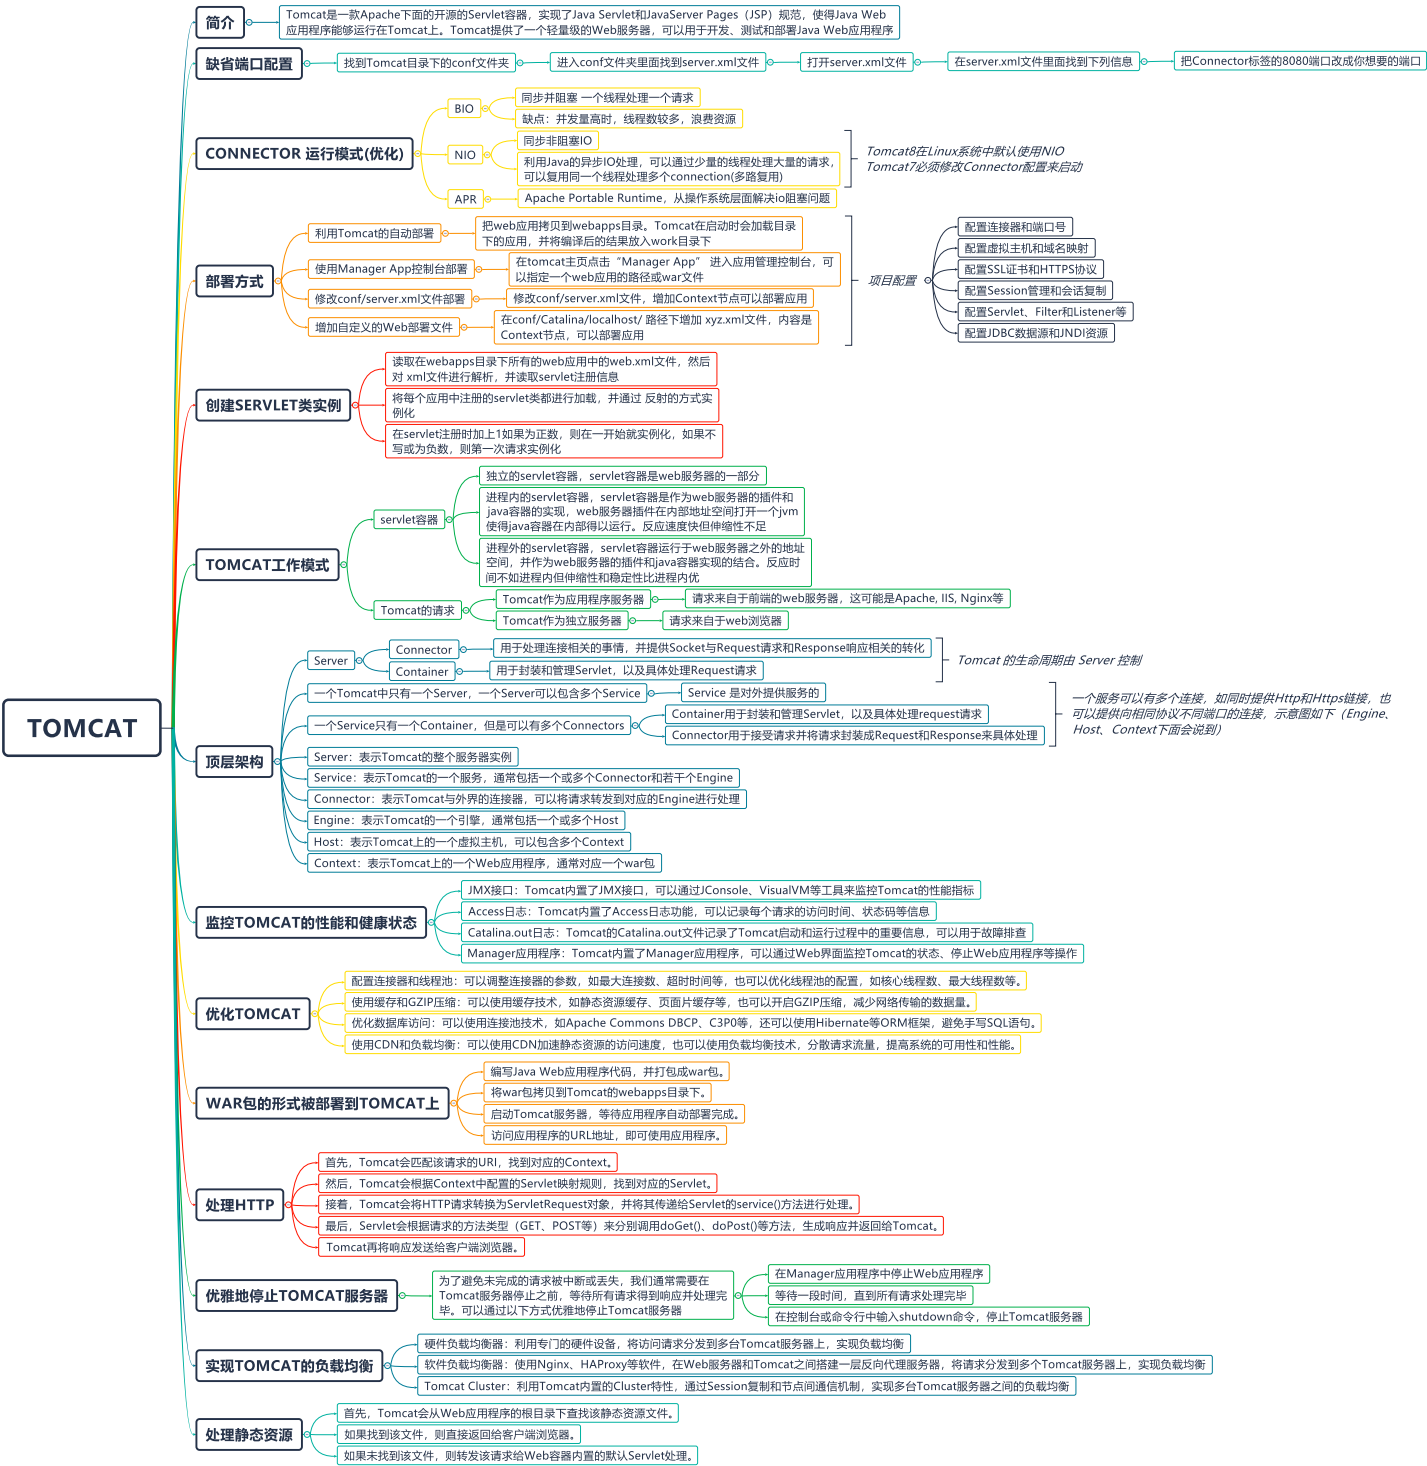 TOMCAT
简介
Tomcat是一款Apache下面的开源的Servlet容器，实现了Java Servlet和JavaServer Pages（JSP）规范，使得Java Web
应用程序能够运行在Tomcat上。Tomcat提供了一个轻量级的Web服务器，可以用于开发、测试和部署Java Web应用程序
缺省端口配置
找到Tomcat目录下的conf文件夹
进入conf文件夹里面找到server.xml文件
打开server.xml文件
在server.xml文件里面找到下列信息
把Connector标签的8080端口改成你想要的端口
CONNECTOR 运行模式(优化)
BIO
同步并阻塞 一个线程处理一个请求
缺点：并发量高时，线程数较多，浪费资源
NIO
同步非阻塞IO
利用Java的异步IO处理，可以通过少量的线程处理大量的请求，
可以复用同一个线程处理多个connection(多路复用)
APR
Apache Portable Runtime，从操作系统层面解决io阻塞问题
Tomcat8在Linux系统中默认使用NIO
Tomcat7必须修改Connector配置来启动
部署方式
利用Tomcat的自动部署
把web应用拷贝到webapps目录。Tomcat在启动时会加载目录
下的应用，并将编译后的结果放入work目录下
使用Manager App控制台部署
在tomcat主页点击“Manager App” 进入应用管理控制台，可
以指定一个web应用的路径或war文件
修改conf/server.xml文件部署
修改conf/server.xml文件，增加Context节点可以部署应用
增加自定义的Web部署文件
在conf/Catalina/localhost/ 路径下增加 xyz.xml文件，内容是
Context节点，可以部署应用
项目配置
配置连接器和端口号
配置虚拟主机和域名映射
配置SSL证书和HTTPS协议
配置Session管理和会话复制
配置Servlet、Filter和Listener等
配置JDBC数据源和JNDI资源
创建SERVLET类实例
读取在webapps目录下所有的web应用中的web.xml文件，然后
对 xml文件进行解析，并读取servlet注册信息
将每个应用中注册的servlet类都进行加载，并通过 反射的方式实
例化
在servlet注册时加上1如果为正数，则在一开始就实例化，如果不
写或为负数，则第一次请求实例化
TOMCAT工作模式
servlet容器
独立的servlet容器，servlet容器是web服务器的一部分
进程内的servlet容器，servlet容器是作为web服务器的插件和
java容器的实现，web服务器插件在内部地址空间打开一个jvm
使得java容器在内部得以运行。反应速度快但伸缩性不足
进程外的servlet容器，servlet容器运行于web服务器之外的地址
空间，并作为web服务器的插件和java容器实现的结合。反应时
间不如进程内但伸缩性和稳定性比进程内优
Tomcat的请求
Tomcat作为应用程序服务器
请求来自于前端的web服务器，这可能是Apache, IIS, Nginx等
Tomcat作为独立服务器
请求来自于web浏览器
顶层架构
Server
Connector
用于处理连接相关的事情，并提供Socket与Request请求和Response响应相关的转化
Container
用于封装和管理Servlet，以及具体处理Request请求
Tomcat 的生命周期由 Server 控制
一个Tomcat中只有一个Server，一个Server可以包含多个Service
Service 是对外提供服务的
一个Service只有一个Container，但是可以有多个Connectors
Container用于封装和管理Servlet，以及具体处理request请求
Connector用于接受请求并将请求封装成Request和Response来具体处理
一个服务可以有多个连接，如同时提供Http和Https链接，也
可以提供向相同协议不同端口的连接，示意图如下（Engine、
Host、Context下面会说到）
Server：表示Tomcat的整个服务器实例
Service：表示Tomcat的一个服务，通常包括一个或多个Connector和若干个Engine
Connector：表示Tomcat与外界的连接器，可以将请求转发到对应的Engine进行处理
Engine：表示Tomcat的一个引擎，通常包括一个或多个Host
Host：表示Tomcat上的一个虚拟主机，可以包含多个Context
Context：表示Tomcat上的一个Web应用程序，通常对应一个war包
监控TOMCAT的性能和健康状态
JMX接口：Tomcat内置了JMX接口，可以通过JConsole、VisualVM等工具来监控Tomcat的性能指标
Access日志：Tomcat内置了Access日志功能，可以记录每个请求的访问时间、状态码等信息
Catalina.out日志：Tomcat的Catalina.out文件记录了Tomcat启动和运行过程中的重要信息，可以用于故障排查
Manager应用程序：Tomcat内置了Manager应用程序，可以通过Web界面监控Tomcat的状态、停止Web应用程序等操作
优化TOMCAT
配置连接器和线程池：可以调整连接器的参数，如最大连接数、超时时间等，也可以优化线程池的配置，如核心线程数、最大线程数等。
使用缓存和GZIP压缩：可以使用缓存技术，如静态资源缓存、页面片缓存等，也可以开启GZIP压缩，减少网络传输的数据量。
优化数据库访问：可以使用连接池技术，如Apache Commons DBCP、C3P0等，还可以使用Hibernate等ORM框架，避免手写SQL语句。
使用CDN和负载均衡：可以使用CDN加速静态资源的访问速度，也可以使用负载均衡技术，分散请求流量，提高系统的可用性和性能。
WAR包的形式被部署到TOMCAT上
编写Java Web应用程序代码，并打包成war包。
将war包拷贝到Tomcat的webapps目录下。
启动Tomcat服务器，等待应用程序自动部署完成。
访问应用程序的URL地址，即可使用应用程序。
处理HTTP
首先，Tomcat会匹配该请求的URI，找到对应的Context。
然后，Tomcat会根据Context中配置的Servlet映射规则，找到对应的Servlet。
接着，Tomcat会将HTTP请求转换为ServletRequest对象，并将其传递给Servlet的service()方法进行处理。
最后，Servlet会根据请求的方法类型（GET、POST等）来分别调用doGet()、doPost()等方法，生成响应并返回给Tomcat。
Tomcat再将响应发送给客户端浏览器。
优雅地停止TOMCAT服务器
为了避免未完成的请求被中断或丢失，我们通常需要在
Tomcat服务器停止之前，等待所有请求得到响应并处理完
毕。可以通过以下方式优雅地停止Tomcat服务器
在Manager应用程序中停止Web应用程序
等待一段时间，直到所有请求处理完毕
在控制台或命令行中输入shutdown命令，停止Tomcat服务器
实现TOMCAT的负载均衡
硬件负载均衡器：利用专门的硬件设备，将访问请求分发到多台Tomcat服务器上，实现负载均衡
软件负载均衡器：使用Nginx、HAProxy等软件，在Web服务器和Tomcat之间搭建一层反向代理服务器，将请求分发到多个Tomcat服务器上，实现负载均衡
Tomcat Cluster：利用Tomcat内置的Cluster特性，通过Session复制和节点间通信机制，实现多台Tomcat服务器之间的负载均衡
处理静态资源
首先，Tomcat会从Web应用程序的根目录下查找该静态资源文件。
如果找到该文件，则直接返回给客户端浏览器。
如果未找到该文件，则转发该请求给Web容器内置的默认Servlet处理。